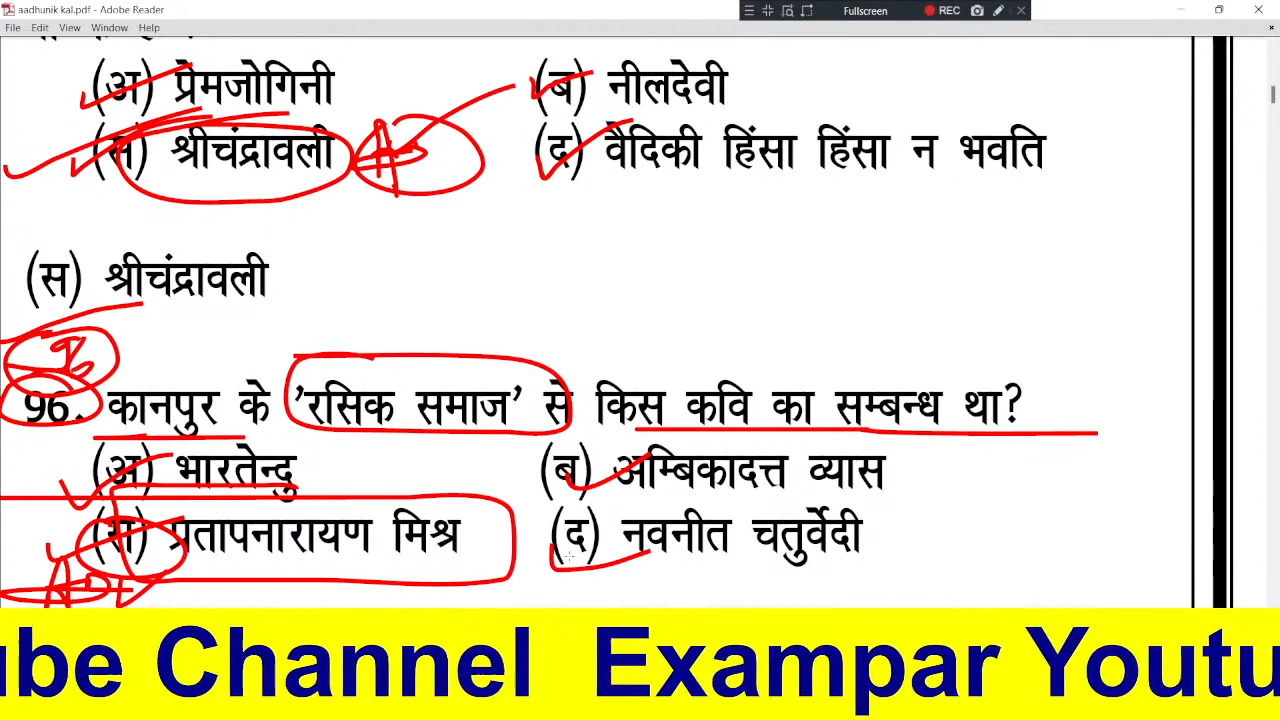 aadhunik kal.pdf - Adobe Reader
Fullscreen
REC
File Edit View Window Help
(अ) प्रेमजोगिनी (ब) नीलदेवी
(स) श्रीचंद्रावली (द) वैदिकी हिंसा हिंसा न भवति
(स) श्रीचंद्रावली
96. कानपुर के 'रसिक समाज' से किस कवि का सम्बन्ध था?
(अ) भारतेन्दु (ब) अम्बिकादत्त व्यास
(स) प्रतापनारायण मिश्र (द) नवनीत चतुर्वेदी
ube Channel Exampar Youtu